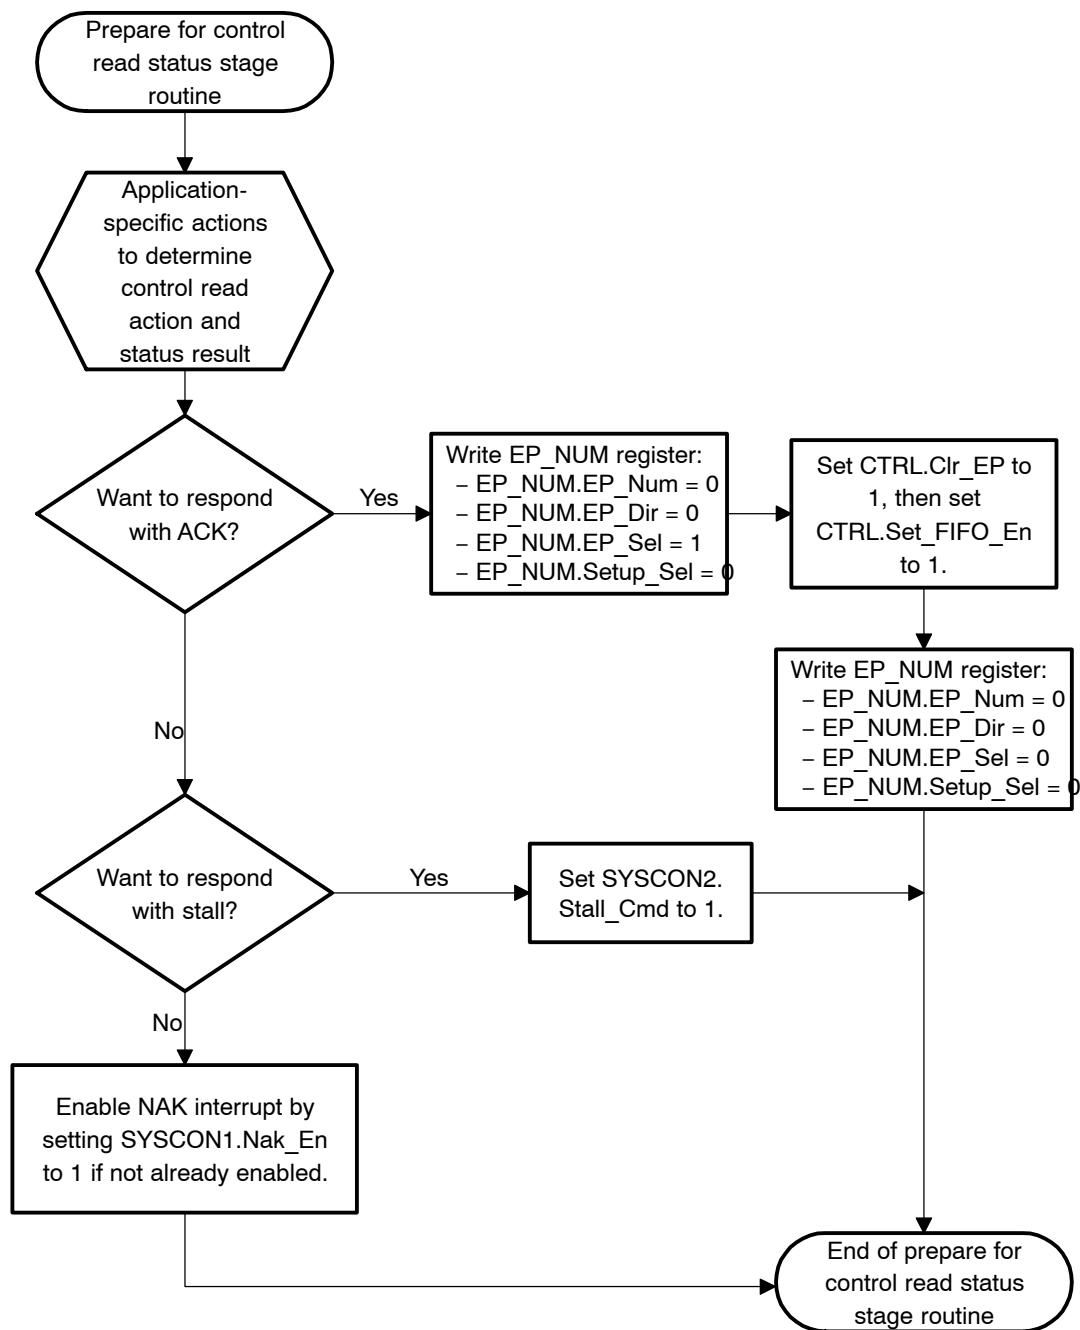 Prepare for control
read status stage
routine
Application-
specific actions
to determine
control read
action and
status result
Want to respond
with ACK?
Yes
Write EP_NUM register:
– EP_NUM.EP_Num = 0
– EP_NUM.EP_Dir = 0
– EP_NUM.EP_Sel = 1
– EP_NUM.Setup_Sel = 0
Set CTRL.Clr_EP to
1, then set
CTRL.Set_FIFO_En
to 1.
Write EP_NUM register:
– EP_NUM.EP_Num = 0
– EP_NUM.EP_Dir = 0
– EP_NUM.EP_Sel = 0
– EP_NUM.Setup_Sel = 0
No
Want to respond
with stall?
Yes
Set SYSCON2.
Stall_Cmd to 1.
No
Enable NAK interrupt by
setting SYSCON1.Nak_En
to 1 if not already enabled.
End of prepare for
control read status
stage routine